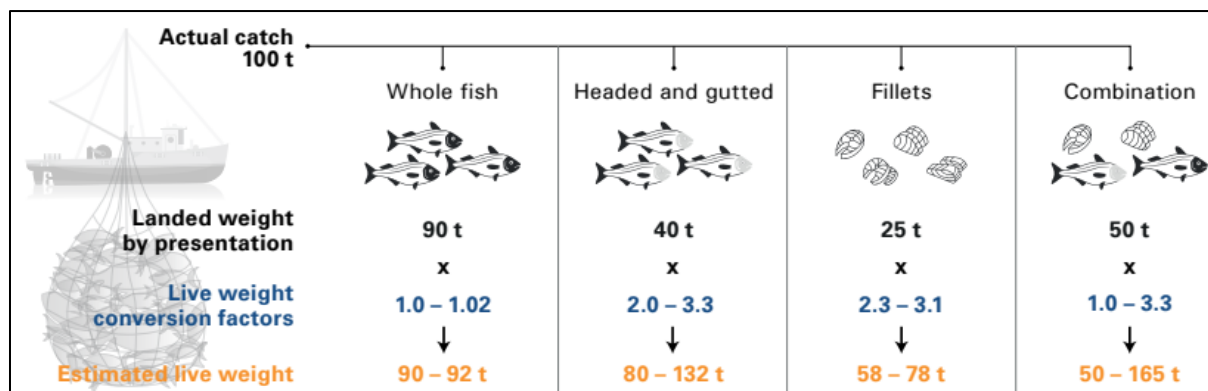 Actual catch
100 t
Whole fish Headed and gutted Fillets Combination
Landed weight
by presentation
90 t 40 t 25 t 50 t
x x x x
Live weight
conversion factors
1.0 – 1.02 2.0 – 3.3 2.3 – 3.1 1.0 – 3.3
Estimated live weight 90 – 92 t 80 – 132 t 58 – 78 t 50 – 165 t